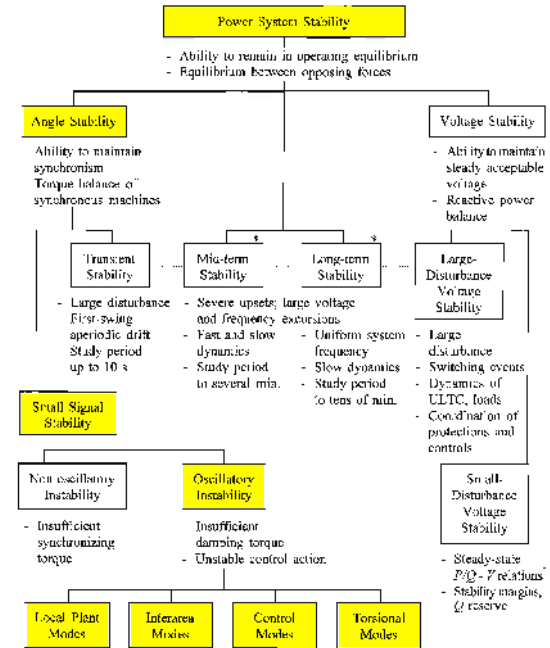 Power System Stability
- Ability to remain in operating equilibrium
- Equilibrium between opposing forces
Angle Stability
Voltage Stability
Ability to maintain
synchronism
Torque balance of
synchronous machines
- Ability to maintain
steady acceptable
voltage
- Reactive power
balance
Transient
Stability
Mid-term
Stability
*
Long-term
Stability
*
Large-
Disturbance
Voltage
Stability
- Large disturbance
First-swing
aperiodic drift
Study period
up to 10 s
- Severe upsets; large voltage
and frequency excursions
- Fast and slow
dynamics
- Study period
to several min.
- Uniform system
frequency
- Slow dynamics
- Study period
to tens of min.
- Large
disturbance
- Switching events
- Dynamics of
ULTC, loads
- Coordination of
protections and
controls
Small Signal
Stability
Non-oscillatory
Instability
Oscillatory
Instability
Small-
Disturbance
Voltage
Stability
- Insufficient
synchronizing
torque
Insufficient
damping torque
- Unstable control action
- Steady-state
P/Q - V relations
- Stability margins,
Q reserve
Local Plant
Modes
Interarea
Modes
Control
Modes
Torsional
Modes